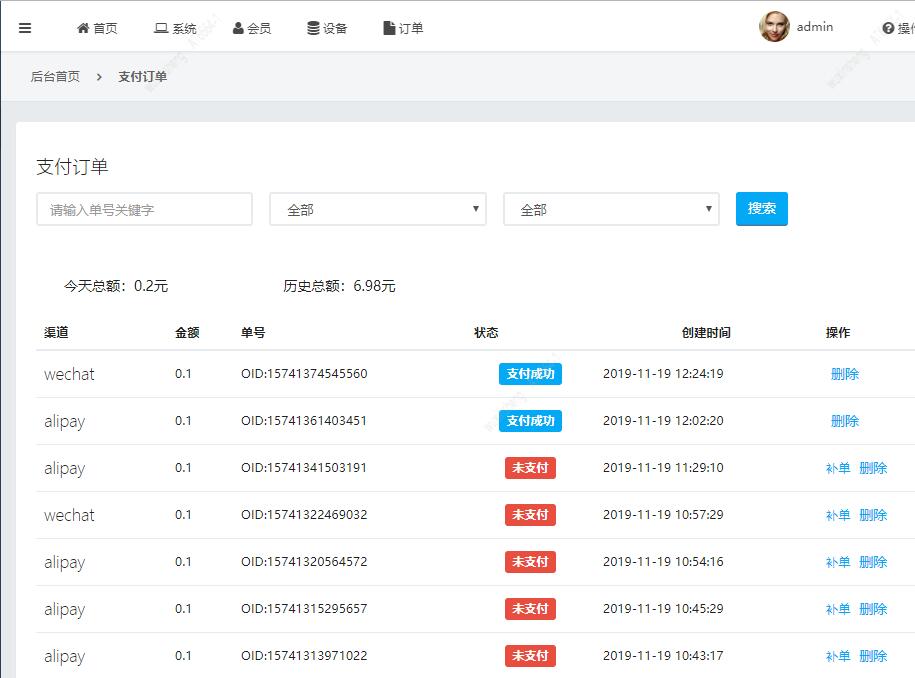 首页 系统 会员 设备 订单 admin 操
后台首页 > 支付订单
支付订单
请输入单号关键字 全部 全部 搜索
今天总额：0.2元 历史总额：6.98元
渠道 金额 单号 状态 创建时间 操作
wechat 0.1 OID:15741374545560 支付成功 2019-11-19 12:24:19 删除
alipay 0.1 OID:15741361403451 支付成功 2019-11-19 12:02:20 删除
alipay 0.1 OID:15741341503191 未支付 2019-11-19 11:29:10 补单 删除
wechat 0.1 OID:15741322469032 未支付 2019-11-19 10:57:29 补单 删除
alipay 0.1 OID:15741320564572 未支付 2019-11-19 10:54:16 补单 删除
alipay 0.1 OID:15741315295657 未支付 2019-11-19 10:45:29 补单 删除
alipay 0.1 OID:15741313971022 未支付 2019-11-19 10:43:17 补单 删除